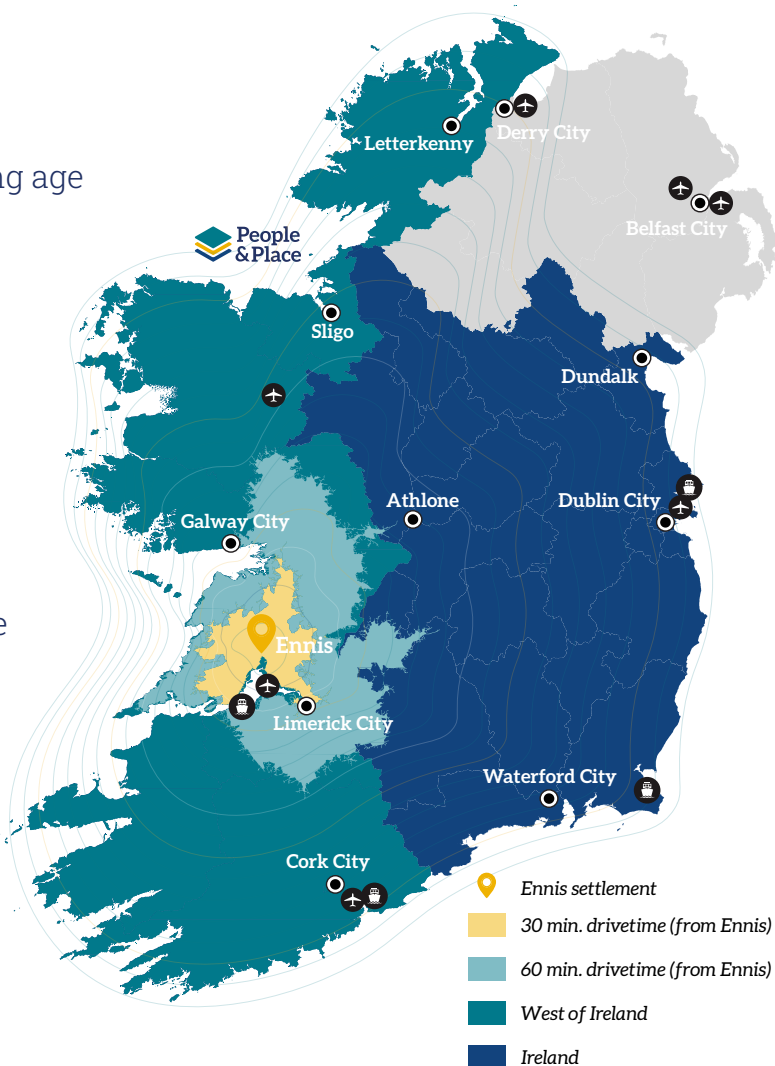 Letterkenny
Derry City
ng age
Belfast City
People
& Place
Sligo
Dundalk
Athlone
Dublin City
Galway City
e
Ennis
Limerick City
Waterford City
Cork City
Ennis settlement
30 min. drivetime (from Ennis)
60 min. drivetime (from Ennis)
West of Ireland
Ireland